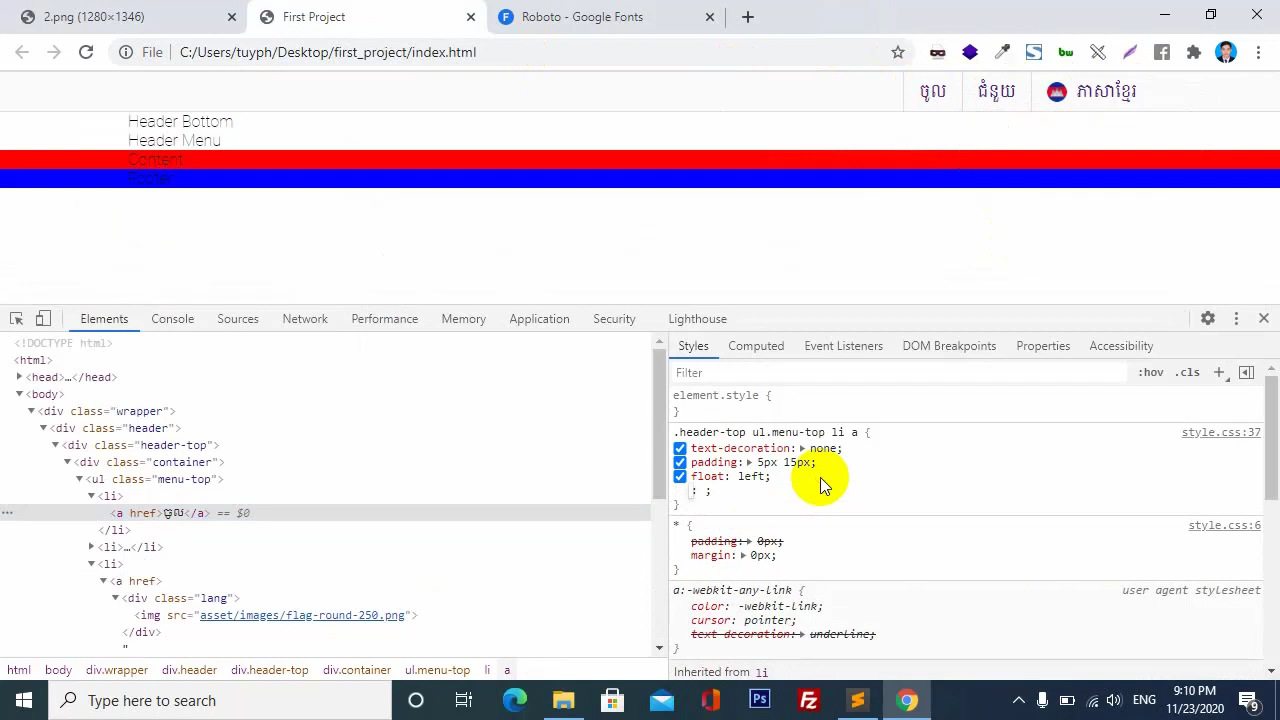 2.png (1280×1346)
First Project
Roboto - Google Fonts
File
C:/Users/tuyph/Desktop/first_project/index.html
bw
ចូល
ជំនួយ
ភាសាខ្មែរ
Header Bottom
Header Menu
Content
Footer
Elements
Console
Sources
Network
Performance
Memory
Application
Security
Lighthouse
<!DOCTYPE html>
<html>
<head>…</head>
<body>
<div class="wrapper">
<div class="header">
<div class="header-top">
<div class="container">
<ul class="menu-top">
<li>
<a href>ចូល</a> == $0
</li>
<li>…</li>
<li>
<a href>
<div class="lang">
<img src="asset/images/flag-round-250.png">
</div>
"
html
body
div.wrapper
div.header
div.header-top
div.container
ul.menu-top
li
a
Styles
Computed
Event Listeners
DOM Breakpoints
Properties
Accessibility
Filter
:hov
.cls
element.style {
}
.header-top ul.menu-top li a {
style.css:37
text-decoration: none;
padding: 5px 15px;
float: left;
: ;
}
* {
style.css:6
padding: 0px;
margin: 0px;
}
a:-webkit-any-link {
user agent stylesheet
color: -webkit-link;
cursor: pointer;
text-decoration: underline;
}
Inherited from li
Type here to search
Ps
Fz
ENG
9:10 PM
11/23/2020
9